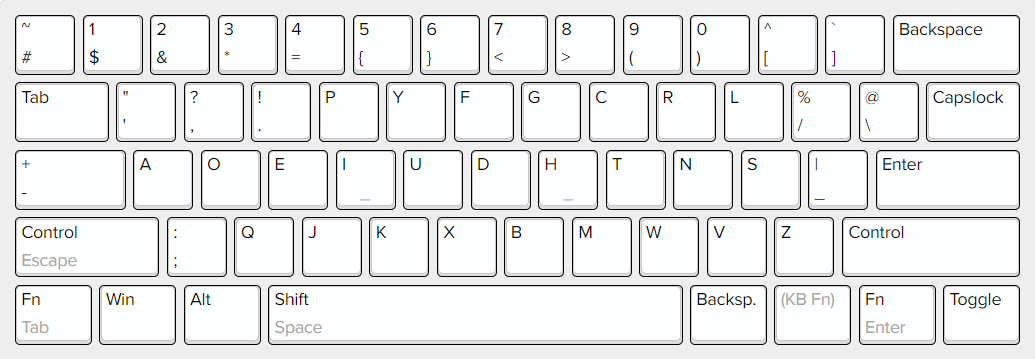 ~ 1 2 3 4 5 6 7 8 9 0 ^ ` Backspace
# $ & * = { } < > ( ) [ ]
Tab " ? ! P Y F G C R L % @ Capslock
' , . / \
+ A O E I U D H T N S | Enter
- _ _ _
Control : Q J K X B M W V Z Control
Escape ;
Fn Win Alt Shift Backsp. (KB Fn) Fn Toggle
Tab Space Enter